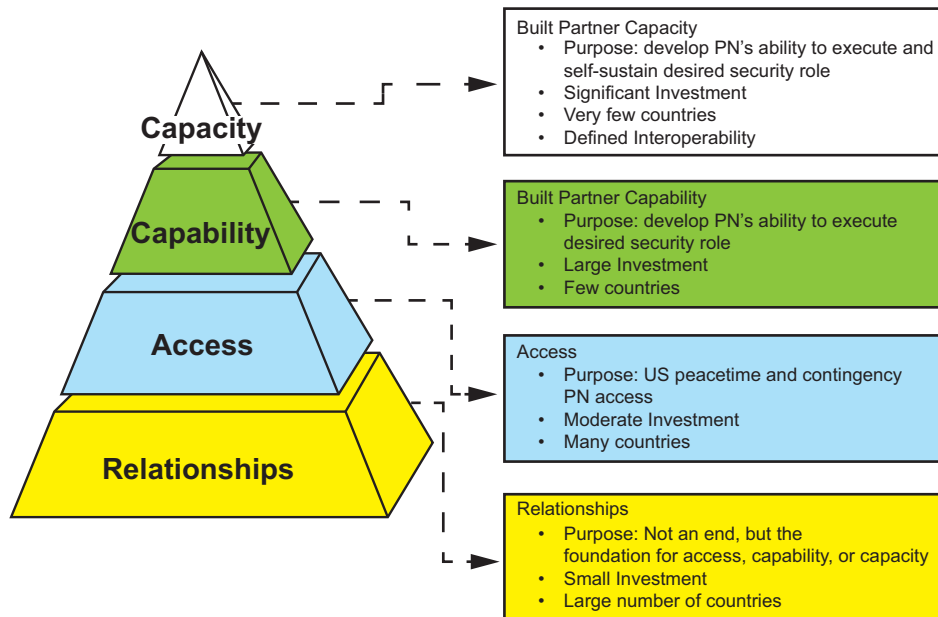 Capacity
Capability
Access
Relationships
Built Partner Capacity
• Purpose: develop PN's ability to execute and
self-sustain desired security role
• Significant Investment
• Very few countries
• Defined Interoperability
Built Partner Capability
• Purpose: develop PN's ability to execute
desired security role
• Large Investment
• Few countries
Access
• Purpose: US peacetime and contingency
PN access
• Moderate Investment
• Many countries
Relationships
• Purpose: Not an end, but the
foundation for access, capability, or capacity
• Small Investment
• Large number of countries